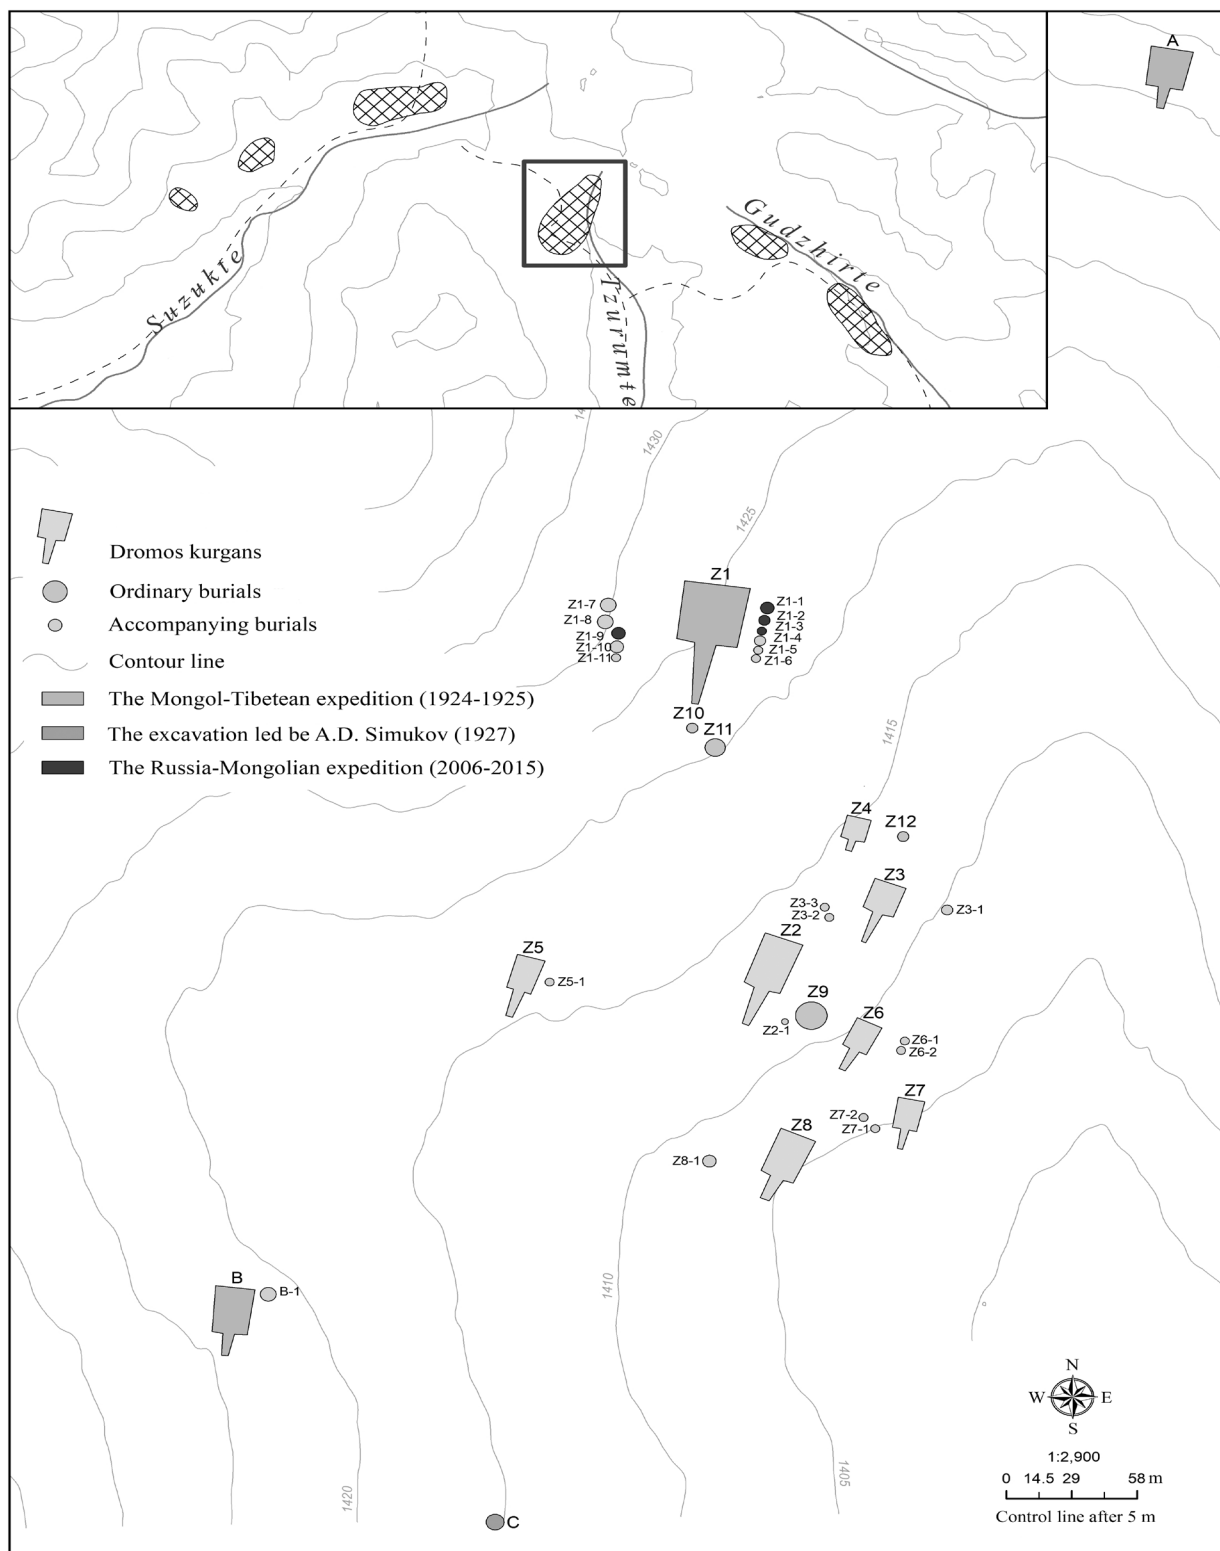 A
Gudzhirte
Suzukte
Tzurumte
14
1430
1425
Dromos kurgans
Ordinary burials
Accompanying burials
Contour line
The Mongol-Tibetean expedition (1924-1925)
The excavation led be A.D. Simukov (1927)
The Russia-Mongolian expedition (2006-2015)
Z1
Z1-7
Z1-8
Z1-9
Z1-10
Z1-11
Z1-1
Z1-2
Z1-3
Z1-4
Z1-5
Z1-6
Z10
Z11
1415
Z4
Z12
Z3
Z3-3
Z3-2
Z3-1
Z2
Z5
Z5-1
Z9
Z2-1
Z6
Z6-1
Z6-2
Z7
Z7-2
Z7-1
Z8
Z8-1
B
B-1
1410
1405
1420
C
N
W E
S
1:2,900
0 14.5 29 58 m
Control line after 5 m